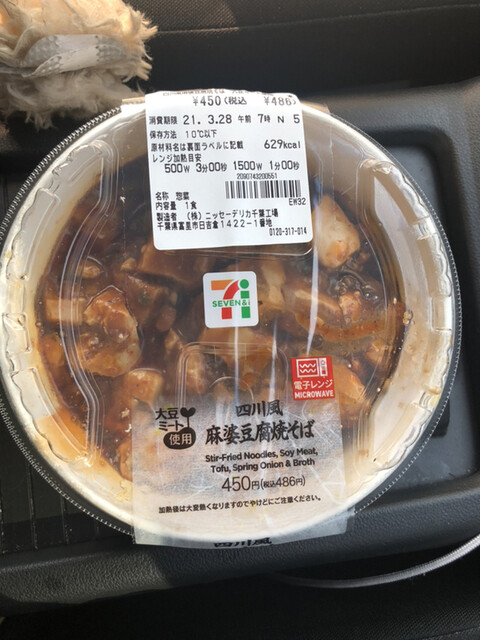 ¥450(税込 ¥486)
消費期限 21. 3.28 午前 7時 N 5
保存方法 10℃以下
原材料名は裏面ラベルに記載 629kcal
レンジ加熱目安
500W 3分00秒 1500W 1分00秒
2090743200551
名称 惣菜
内容量 1食 EW32
製造者 (株)ニッセーデリカ千葉工場
千葉県富里市日吉倉1422-1番地
0120-317-014
7
SEVEN&i
電子レンジ
MICROWAVE
大豆
ミート
使用
四川風
麻婆豆腐焼そば
Stir-Fried Noodles, Soy Meat,
Tofu, Spring Onion & Broth
450円(税込486円)
加熱後は大変熱くなりますのでやけどにご注意ください。
四川風